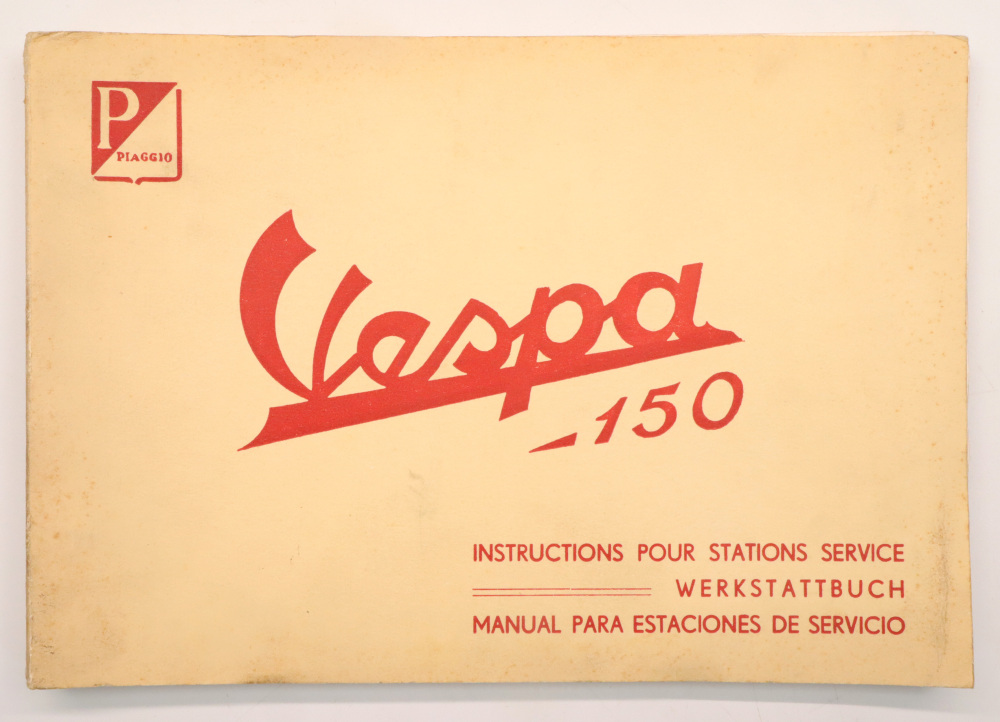 P
PIAGGIO
Vespa
150
INSTRUCTIONS POUR STATIONS SERVICE
WERKSTATTBUCH
MANUAL PARA ESTACIONES DE SERVICIO